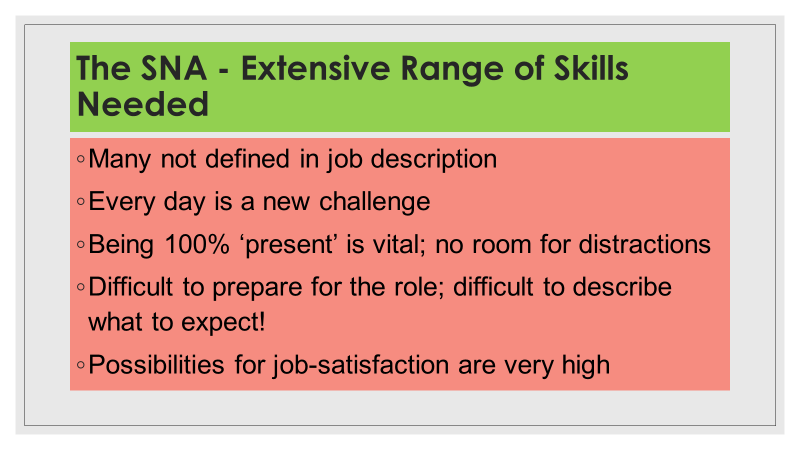 The SNA - Extensive Range of Skills
Needed
◦Many not defined in job description
◦Every day is a new challenge
◦Being 100% ‘present’ is vital; no room for distractions
◦Difficult to prepare for the role; difficult to describe
what to expect!
◦Possibilities for job-satisfaction are very high